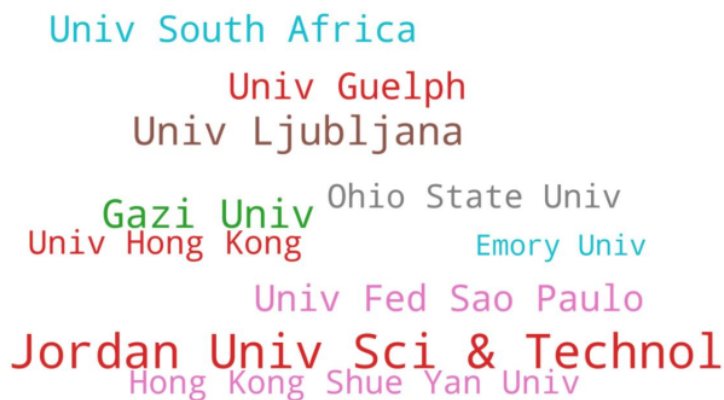 Univ South Africa
Univ Guelph
Univ Ljubljana
Ohio State Univ
Gazi Univ
Univ Hong Kong
Emory Univ
Univ Fed Sao Paulo
Jordan Univ Sci & Technol
Hong Kong Shue Yan Univ